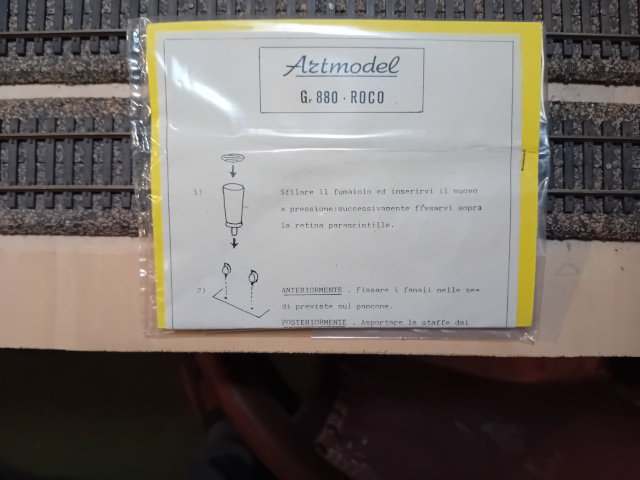 Artmodel
Gr 880 · ROCO
1) Sfilare il fumaiolo ed inserirvi il nuovo
a pressione;successivamente fissarvi sopra
la retina parascintille.
2) ANTERIORMENTE . Fissare i fanali nelle se-
di previste sul pancone.
POSTERIORMENTE . Asportare le staffe dai